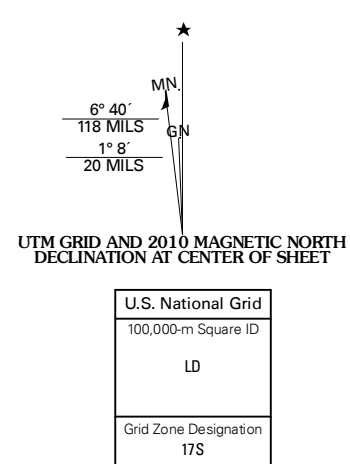 MN.
6° 40´
118 MILS
GN
1° 8´
20 MILS
UTM GRID AND 2010 MAGNETIC NORTH
DECLINATION AT CENTER OF SHEET
U.S. National Grid
100,000-m Square ID
LD
Grid Zone Designation
17S